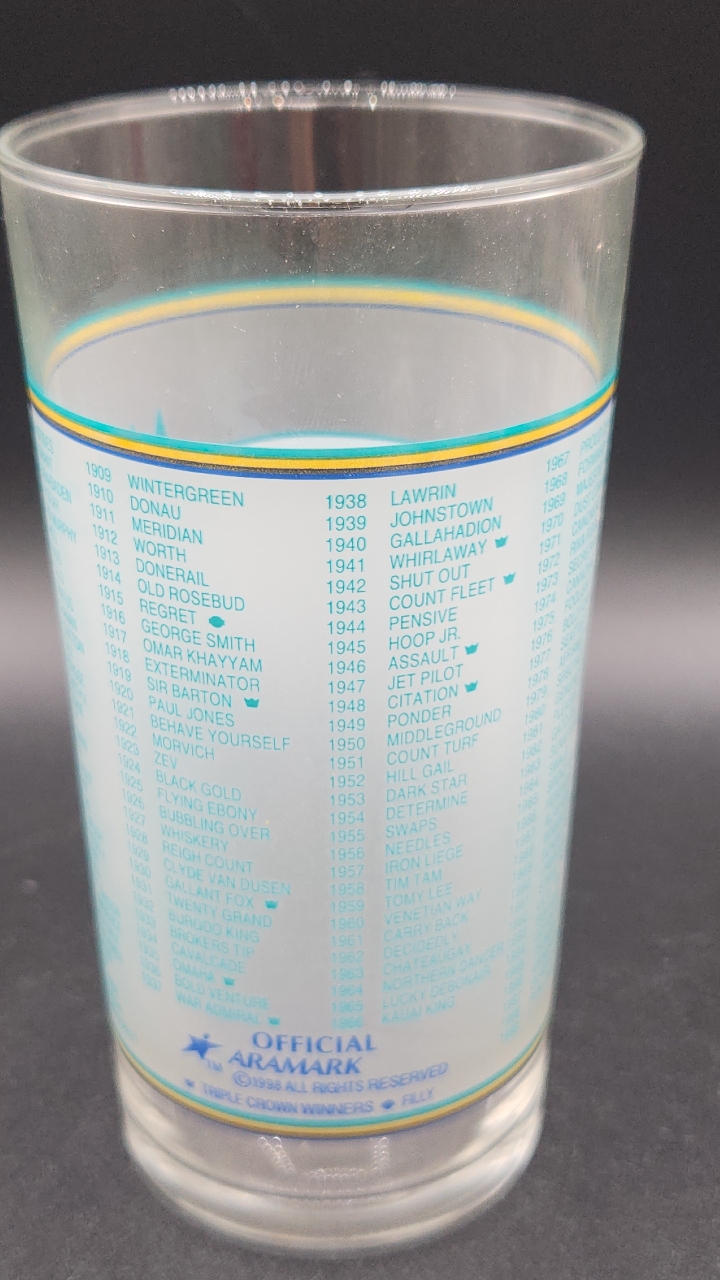 1909 WINTERGREEN
1910 DONAU
1911 MERIDIAN
1912 WORTH
1913 DONERAIL
1914 OLD ROSEBUD
1915 REGRET
1916 GEORGE SMITH
1917 OMAR KHAYYAM
1918 EXTERMINATOR
1919 SIR BARTON
1920 PAUL JONES
1921 BEHAVE YOURSELF
1922 MORVICH
1923 ZEV
1924 BLACK GOLD
1925 FLYING EBONY
1926 BUBBLING OVER
1927 WHISKERY
1928 REIGH COUNT
1929 CLYDE VAN DUSEN
1930 GALLANT FOX
1931 TWENTY GRAND
1932 BURGOO KING
1933 BROKERS TIP
1934 CAVALCADE
1935 OMAHA
1936 BOLD VENTURE
1937 WAR ADMIRAL
1938 LAWRIN
1939 JOHNSTOWN
1940 GALLAHADION
1941 WHIRLAWAY
1942 SHUT OUT
1943 COUNT FLEET
1944 PENSIVE
1945 HOOP JR.
1946 ASSAULT
1947 JET PILOT
1948 CITATION
1949 PONDER
1950 MIDDLEGROUND
1951 COUNT TURF
1952 HILL GAIL
1953 DARK STAR
1954 DETERMINE
1955 SWAPS
1956 NEEDLES
1957 IRON LIEGE
1958 TIM TAM
1959 TOMY LEE
1960 VENETIAN WAY
1961 CARRY BACK
1962 DECIDEDLY
1963 CHATEAUGAY
1964 NORTHERN DANCER
1965 LUCKY DEBONAIR
1966 KAUAI KING
1967
1968
1969
1970
1971
1972
1973
1974
1975
1976
1977
1978
1979
OFFICIAL
ARAMARK
TM
©1998 ALL RIGHTS RESERVED
TRIPLE CROWN WINNERS FILLY